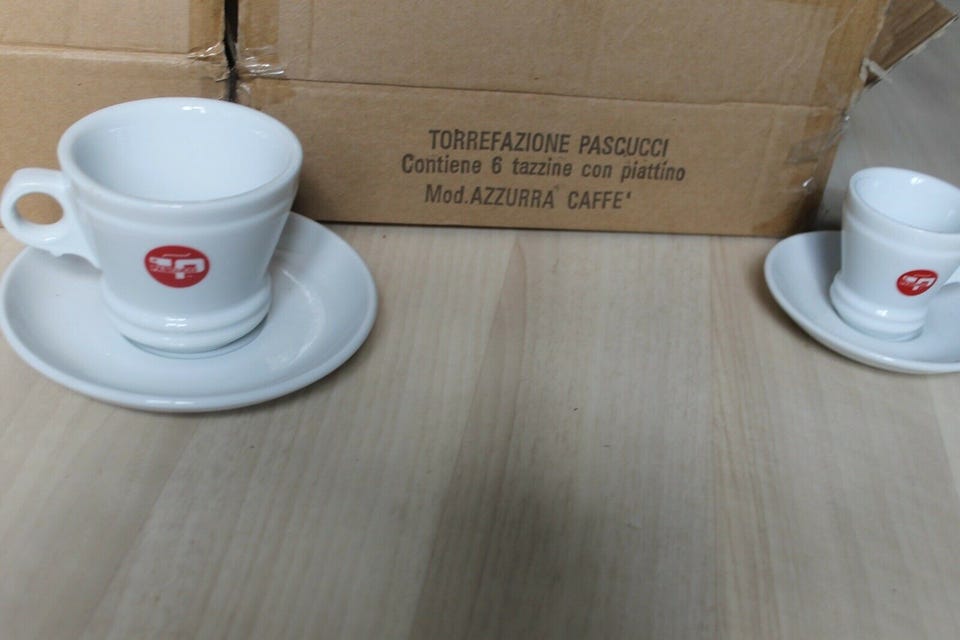 TORREFAZIONE PASCUCCI
Contiene 6 tazzine con piattino
Mod.AZZURRA CAFFE'